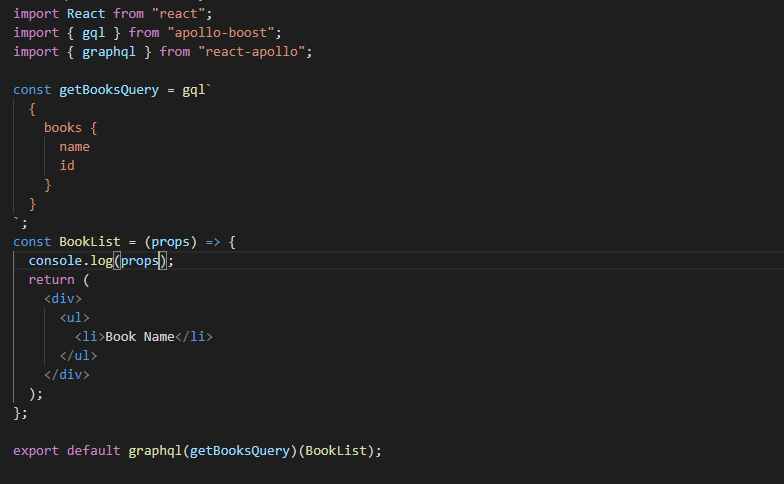 import React from "react";
import { gql } from "apollo-boost";
import { graphql } from "react-apollo";
const getBooksQuery = gql`
{
books {
name
id
}
}
`;
const BookList = (props) => {
console.log(props);
return (
<div>
<ul>
<li>Book Name</li>
</ul>
</div>
);
};
export default graphql(getBooksQuery)(BookList);